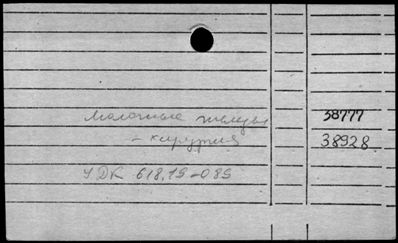 Молочные железы 38777
- хирургия 38928
УДК 618.19-089